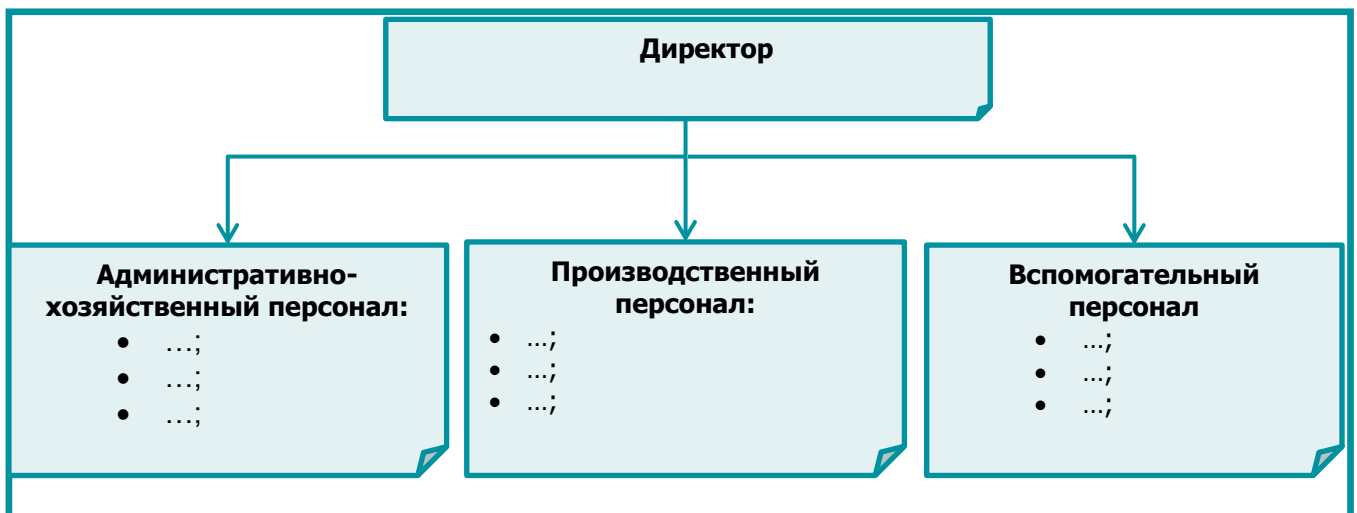 Директор
Административно-
хозяйственный персонал:
• …;
• …;
• …;
Производственный
персонал:
• …;
• …;
• …;
Вспомогательный
персонал
• …;
• …;
• …;